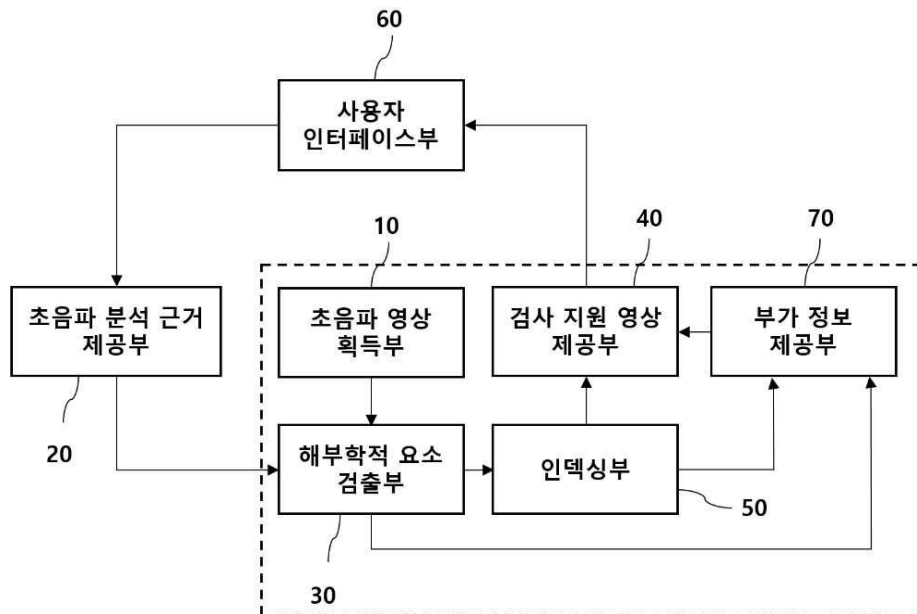 60
사용자
인터페이스부
10
40
70
초음파 분석 근거
제공부
초음파 영상
획득부
검사 지원 영상
제공부
부가 정보
제공부
20
해부학적 요소
검출부
인덱싱부
50
30